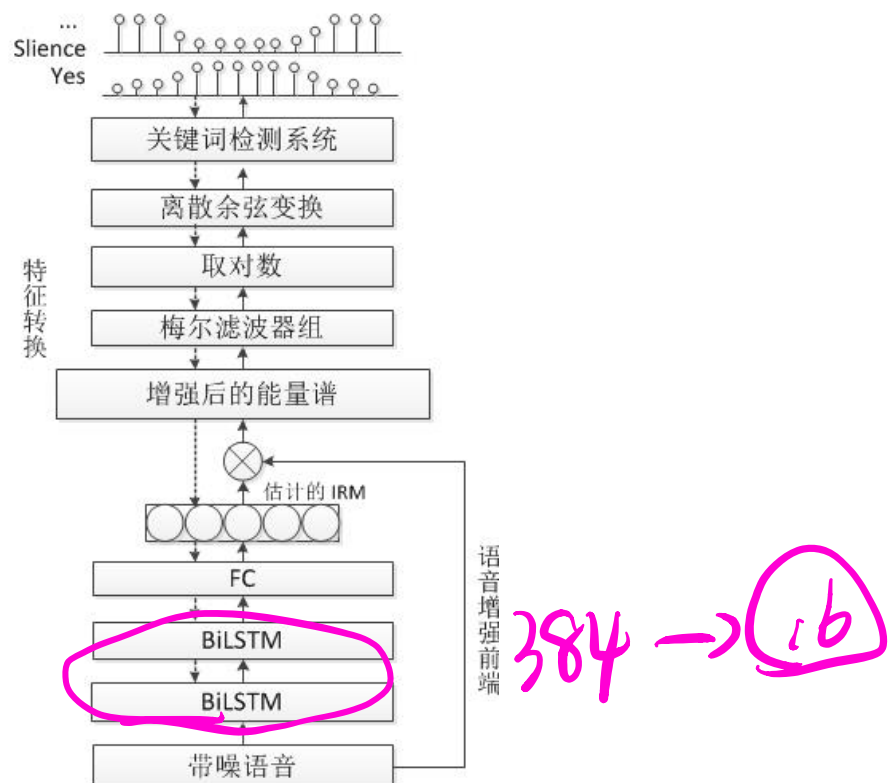 ...
Slience
Yes
关键词检测系统
离散余弦变换
取对数
特征转换
梅尔滤波器组
增强后的能量谱
估计的 IRM
FC
语音增强前端
BiLSTM
384 →
BiLSTM
带噪语音